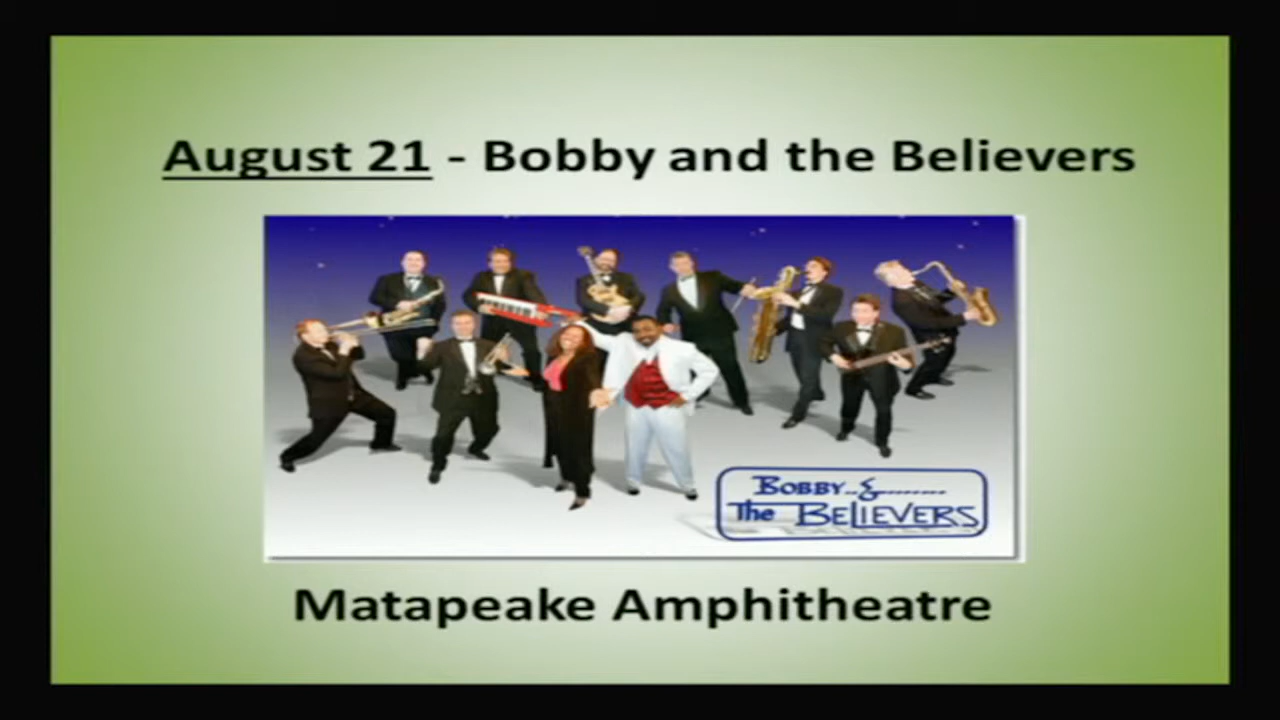 August 21 - Bobby and the Believers
BOBBY..&.........
The BELIEVERS
Matapeake Amphitheatre